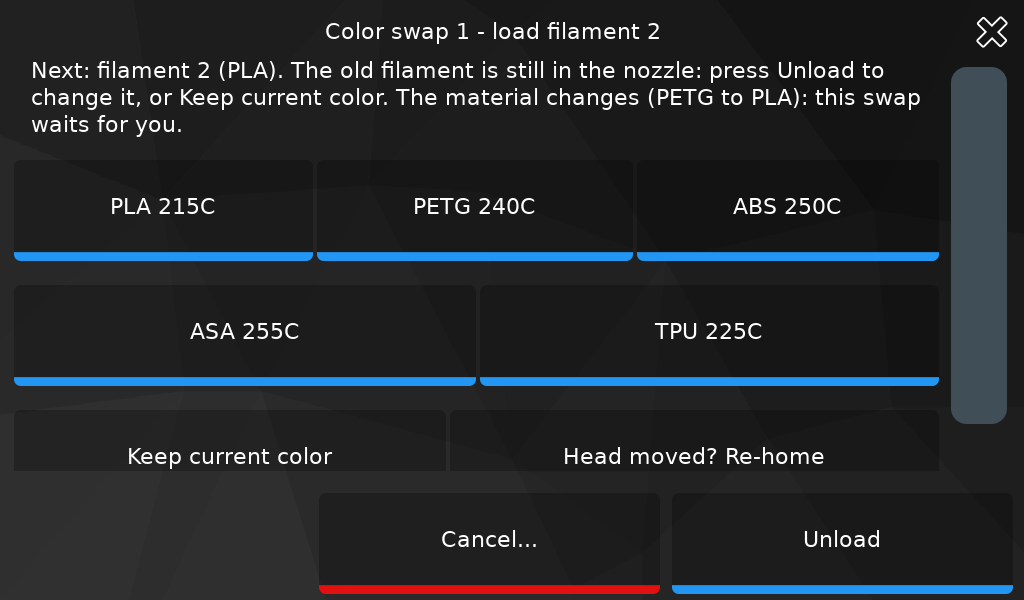 Color swap 1 - load filament 2
Next: filament 2 (PLA). The old filament is still in the nozzle: press Unload to
change it, or Keep current color. The material changes (PETG to PLA): this swap
waits for you.
PLA 215C
PETG 240C
ABS 250C
ASA 255C
TPU 225C
Keep current color
Head moved? Re-home
Cancel...
Unload